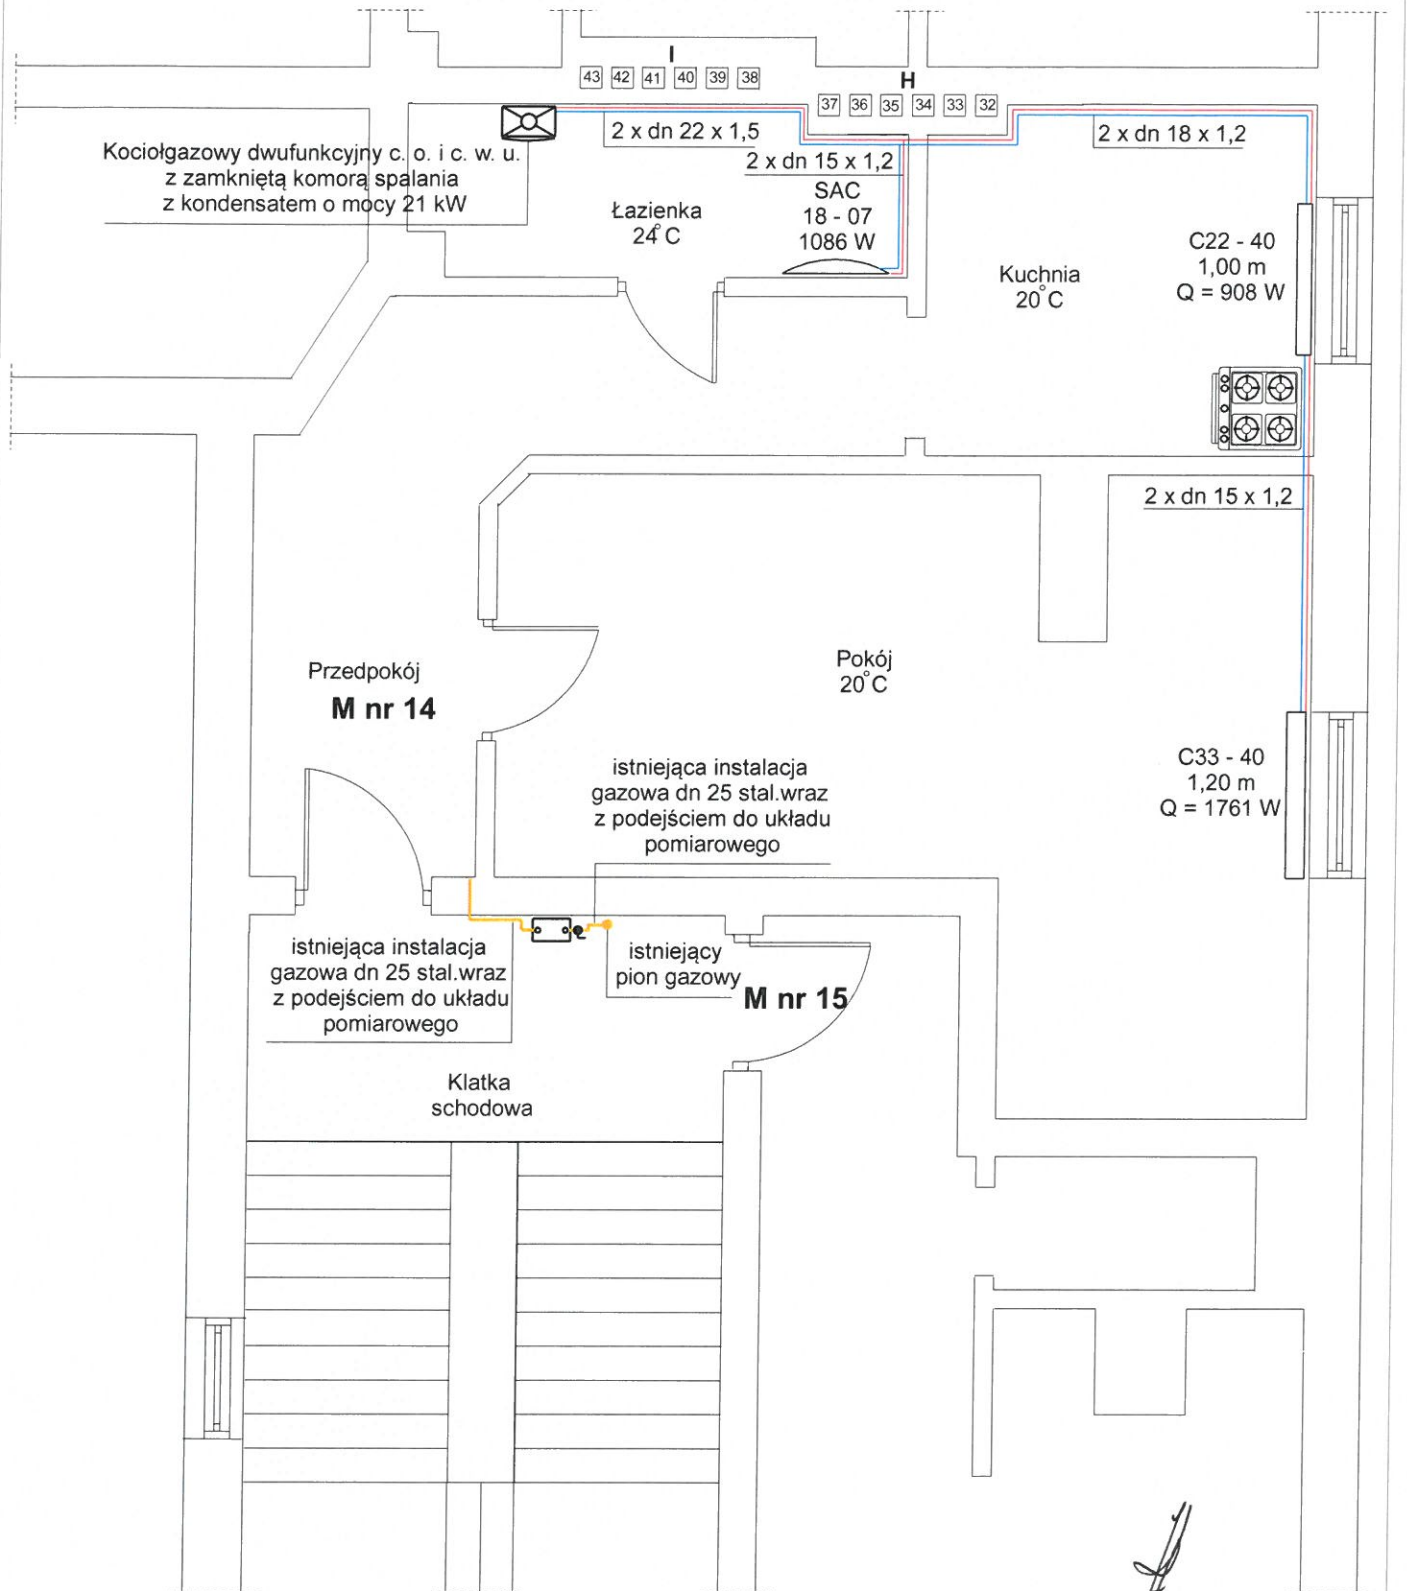 I
43 42 41 40 39 38
H
37 36 35 34 33 32
2 x dn 22 x 1,5
2 x dn 18 x 1,2
Kociołgazowy dwufunkcyjny c. o. i c. w. u.
z zamkniętą komorą spalania
z kondensatem o mocy 21 kW
2 x dn 15 x 1,2
SAC
18 - 07
1086 W
Łazienka
24°C
Kuchnia
20°C
C22 - 40
1,00 m
Q = 908 W
2 x dn 15 x 1,2
Przedpokój
M nr 14
Pokój
20°C
C33 - 40
1,20 m
Q = 1761 W
istniejąca instalacja
gazowa dn 25 stal.wraz
z podejściem do układu
pomiarowego
istniejąca instalacja
gazowa dn 25 stal.wraz
z podejściem do układu
pomiarowego
istniejący
pion gazowy
M nr 15
Klatka
schodowa